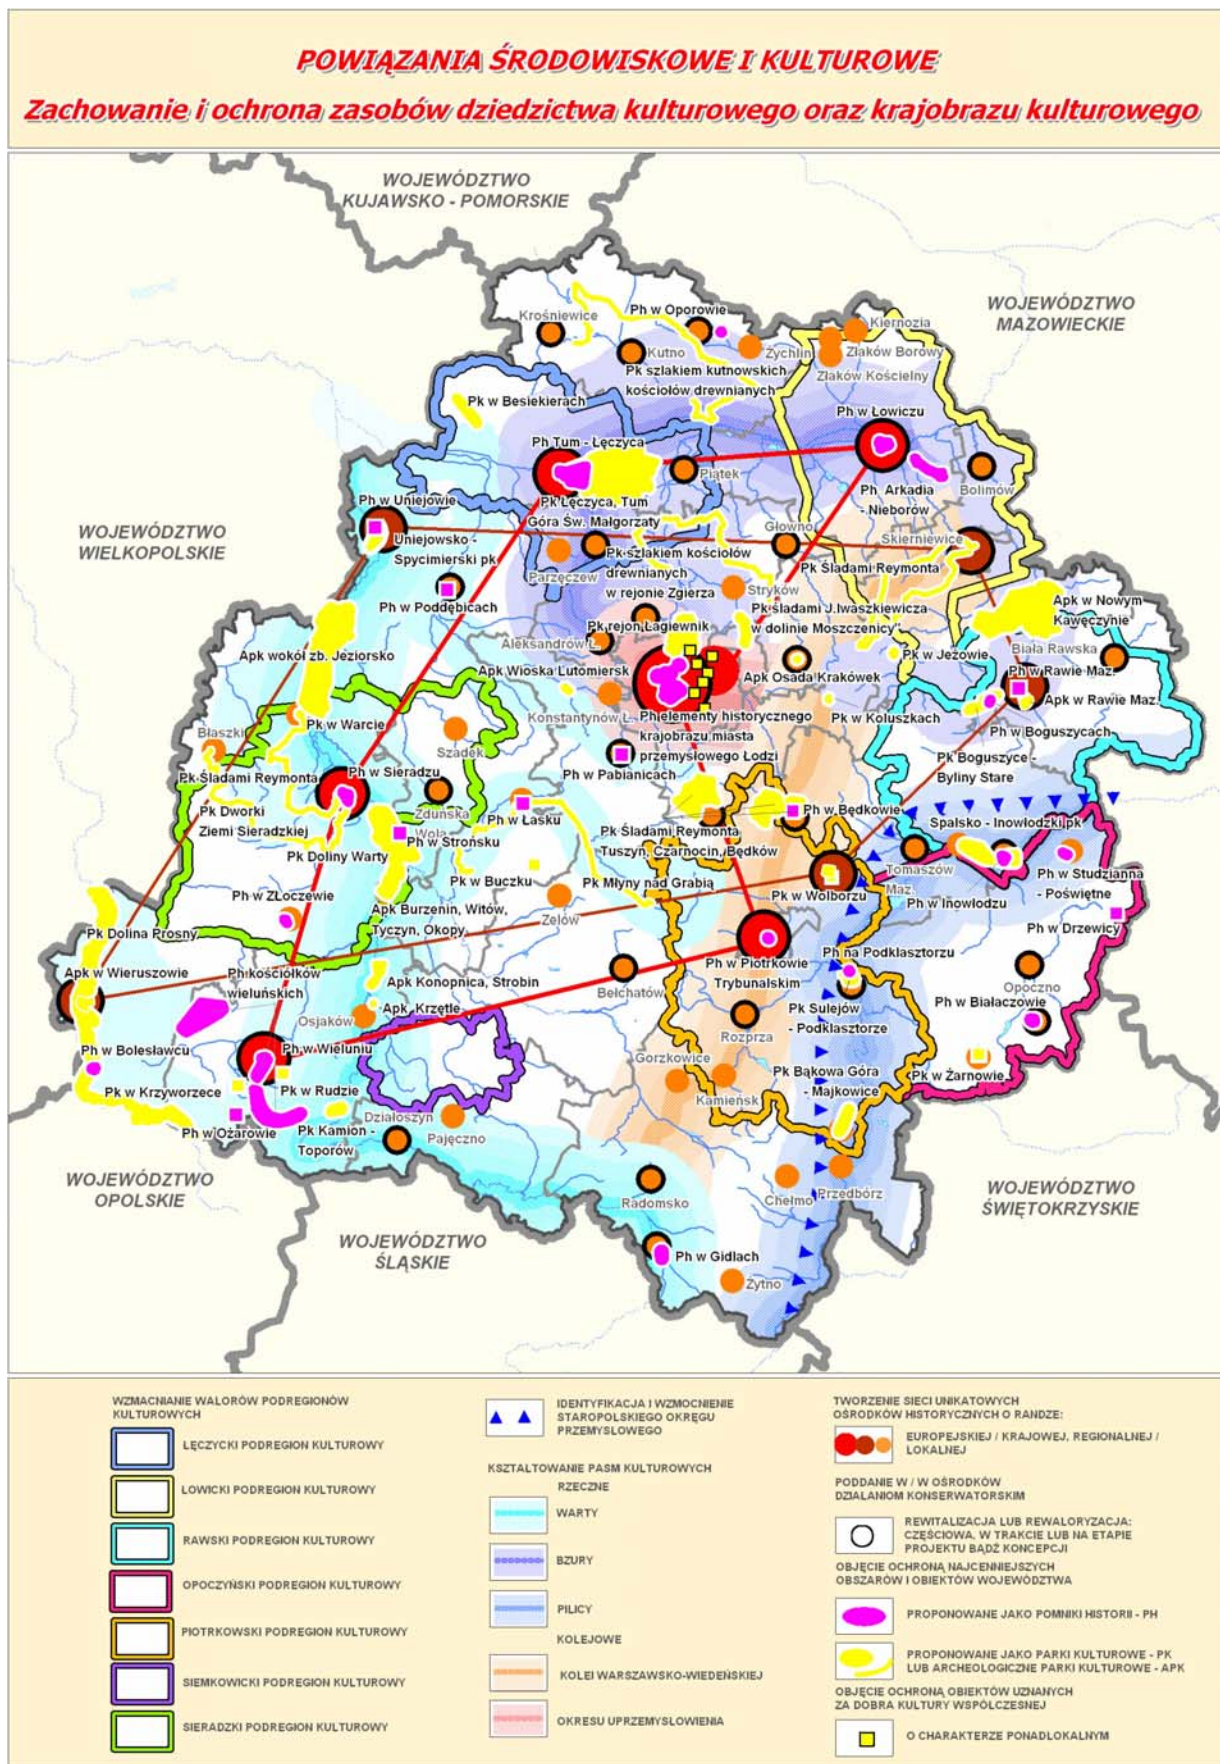 POWIĄZANIA ŚRODOWISKOWE I KULTUROWE
Zachowanie i ochrona zasobów dziedzictwa kulturowego oraz krajobrazu kulturowego
WOJEWÓDZTWO
KUJAWSKO - POMORSKIE
WOJEWÓDZTWO
MAZOWIECKIE
Krośniewice
Ph w Oporowie
Kiernozia
Kutno
Żychlin
Złaków Borowy
Złaków Kościelny
Pk szlakiem kutnowskich
kościołów drewnianych
Pk w Besiekierach
Ph w Łowiczu
Ph Tum - Łęczyca
Piątek
Bolimów
Ph w Uniejowie
Pk Łęczyca, Tum
Góra Św. Małgorzaty
Ph Arkadia
- Nieborów
WOJEWÓDZTWO
WIELKOPOLSKIE
Głowno
Skierniewice
Uniejowsko -
Spycimierski pk
Parzęczew
Pk szlakiem kościołów
drewnianych
w rejonie Zgierza
Pk Śladami Reymonta
Stryków
Ph w Poddębicach
Pk śladami J.Iwaszkiewicza
w dolinie Moszczenicy"
Apk w Nowym
Kawęczynie
Pk rejon Łagiewnik
Aleksandrów Ł.
Biała Rawska
Apk wokół zb. Jeziorsko
Apk Wioska Lutomiersk
Apk Osada Krakówek
Pk w Jeżowie
Ph w Rawie Maz.
Apk w Rawie Maz.
Konstantynów Ł.
Ph elementy historycznego
krajobrazu miasta
przemysłowego Łodzi
Pk w Koluszkach
Ph w Boguszycach
Pk w Warcie
Błaszki
Szadek
Ph w Pabianicach
Pk Boguszyce -
Byliny Stare
Pk Śladami Reymonta
Ph w Sieradzu
Pk Dworki
Ziemi Sieradzkiej
Zduńska
Wola
Ph w Łasku
Ph w Będkowie
Spalsko - Inowłodzki pk
Pk Śladami Reymonta
Tuszyn, Czarnocin, Będków
Ph w Strońsku
Pk Doliny Warty
Tomaszów
Maz.
Ph w Studzianna
- Poświętne
Pk w Buczku
Pk Młyny nad Grabią
Pk w Wolborzu
Ph w Inowłodzu
Ph w ZŁoczewie
Zelów
Apk Burzenin, Witów,
Tyczyn, Okopy
Ph w Drzewicy
Pk Dolina Prosny
Ph w Piotrkowie
Trybunalskim
Ph na Podklasztorzu
Apk w Wieruszowie
Ph kościółków
wieluńskich
Apk Konopnica, Strobin
Bełchatów
Opoczno
Apk. Krzętle
Osjaków
Pk Sulejów
- Podklasztorze
Ph w Białaczowie
Rozprza
Ph w Bolesławcu
Ph w Wieluniu
Gorzkowice
Pk w Krzyworzece
Pk w Rudzie
Kamieńsk
Pk Bąkowa Góra
- Majkowice
Pk w Żarnowie
Ph w Ożarowie
Pk Kamion -
Toporów
Działoszyn
Pajęczno
WOJEWÓDZTWO
OPOLSKIE
Radomsko
Chełmo
Przedbórz
WOJEWÓDZTWO
ŚWIĘTOKRZYSKIE
WOJEWÓDZTWO
ŚLĄSKIE
Ph w Gidlach
Żytno
WZMACNIANIE WALORÓW PODREGIONÓW
KULTUROWYCH
ŁĘCZYCKI PODREGION KULTUROWY
ŁOWICKI PODREGION KULTUROWY
RAWSKI PODREGION KULTUROWY
OPOCZYŃSKI PODREGION KULTUROWY
PIOTRKOWSKI PODREGION KULTUROWY
SIEMKOWICKI PODREGION KULTUROWY
SIERADZKI PODREGION KULTUROWY
IDENTYFIKACJA I WZMOCNIENIE
STAROPOLSKIEGO OKRĘGU
PRZEMYSŁOWEGO
KSZTAŁTOWANIE PASM KULTUROWYCH
RZECZNE
WARTY
BZURY
PILICY
KOLEJOWE
KOLEI WARSZAWSKO-WIEDEŃSKIEJ
OKRESU UPRZEMYSŁOWIENIA
TWORZENIE SIECI UNIKATOWYCH
OŚRODKÓW HISTORYCZNYCH O RANDZE:
EUROPEJSKIEJ / KRAJOWEJ, REGIONALNEJ /
LOKALNEJ
PODDANIE W / W OŚRODKÓW
DZIAŁANIOM KONSERWATORSKIM
REWITALIZACJA LUB REWALORYZACJA:
CZĘŚCIOWA, W TRAKCIE LUB NA ETAPIE
PROJEKTU BĄDŹ KONCEPCJI
OBJĘCIE OCHRONĄ NAJCENNIEJSZYCH
OBSZARÓW I OBIEKTÓW WOJEWÓDZTWA
PROPONOWANE JAKO POMNIKI HISTORII - PH
PROPONOWANE JAKO PARKI KULTUROWE - PK
LUB ARCHEOLOGICZNE PARKI KULTUROWE - APK
OBJĘCIE OCHRONĄ OBIEKTÓW UZNANYCH
ZA DOBRA KULTURY WSPÓŁCZESNEJ
O CHARAKTERZE PONADLOKALNYM